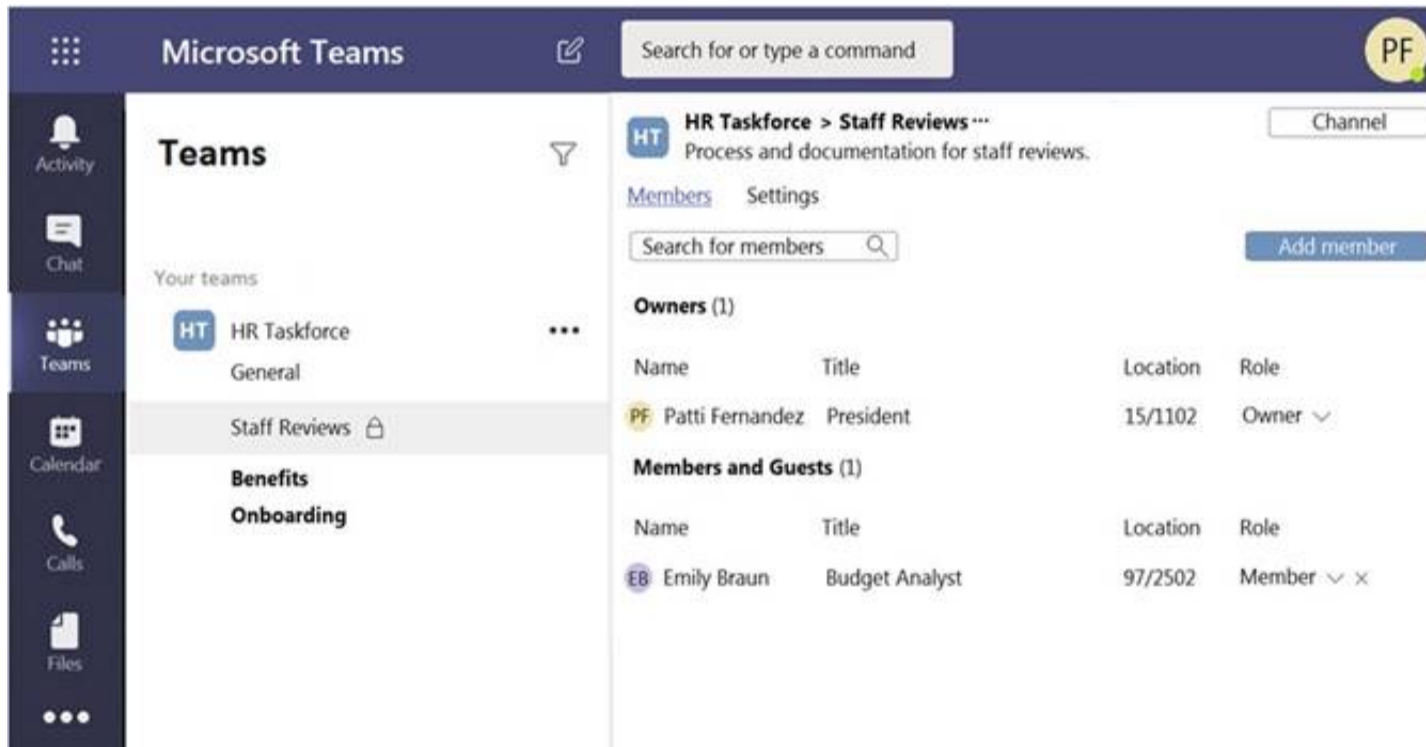 Microsoft Teams
Search for or type a command
PF
Activity
Chat
Teams
Calendar
Calls
Files
Teams
Your teams
HT HR Taskforce
General
Staff Reviews
Benefits
Onboarding
HT
HR Taskforce > Staff Reviews ···
Channel
Process and documentation for staff reviews.
Members Settings
Search for members
Add member
Owners (1)
Name Title Location Role
PF Patti Fernandez President 15/1102 Owner
Members and Guests (1)
Name Title Location Role
EB Emily Braun Budget Analyst 97/2502 Member